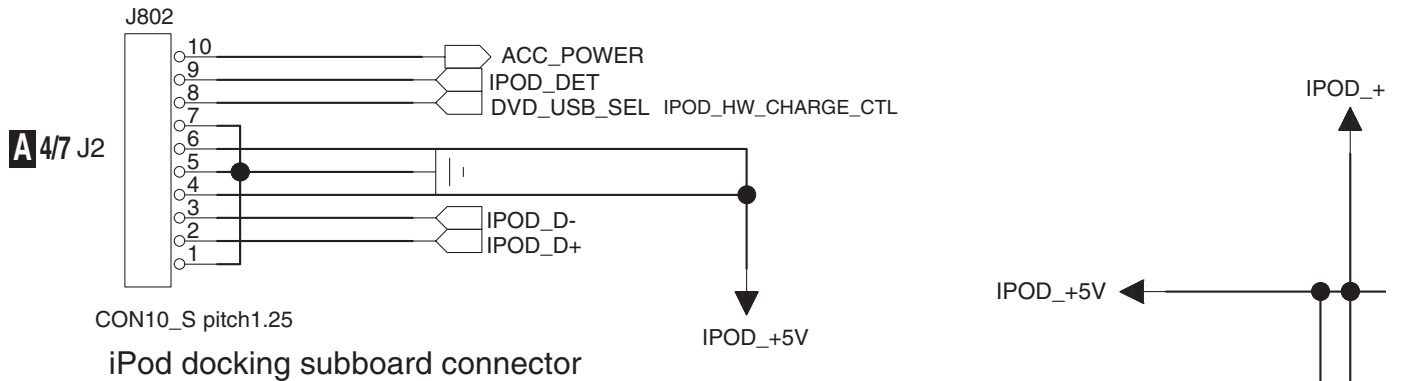 J802
10
ACC_POWER
9
IPOD_DET
8
DVD_USB_SEL IPOD_HW_CHARGE_CTL
7
6
A 4/7 J2
5
4
3
IPOD_D-
2
IPOD_D+
1
CON10_S pitch1.25
iPod docking subboard connector
IPOD_+5V
IPOD_+
IPOD_+5V